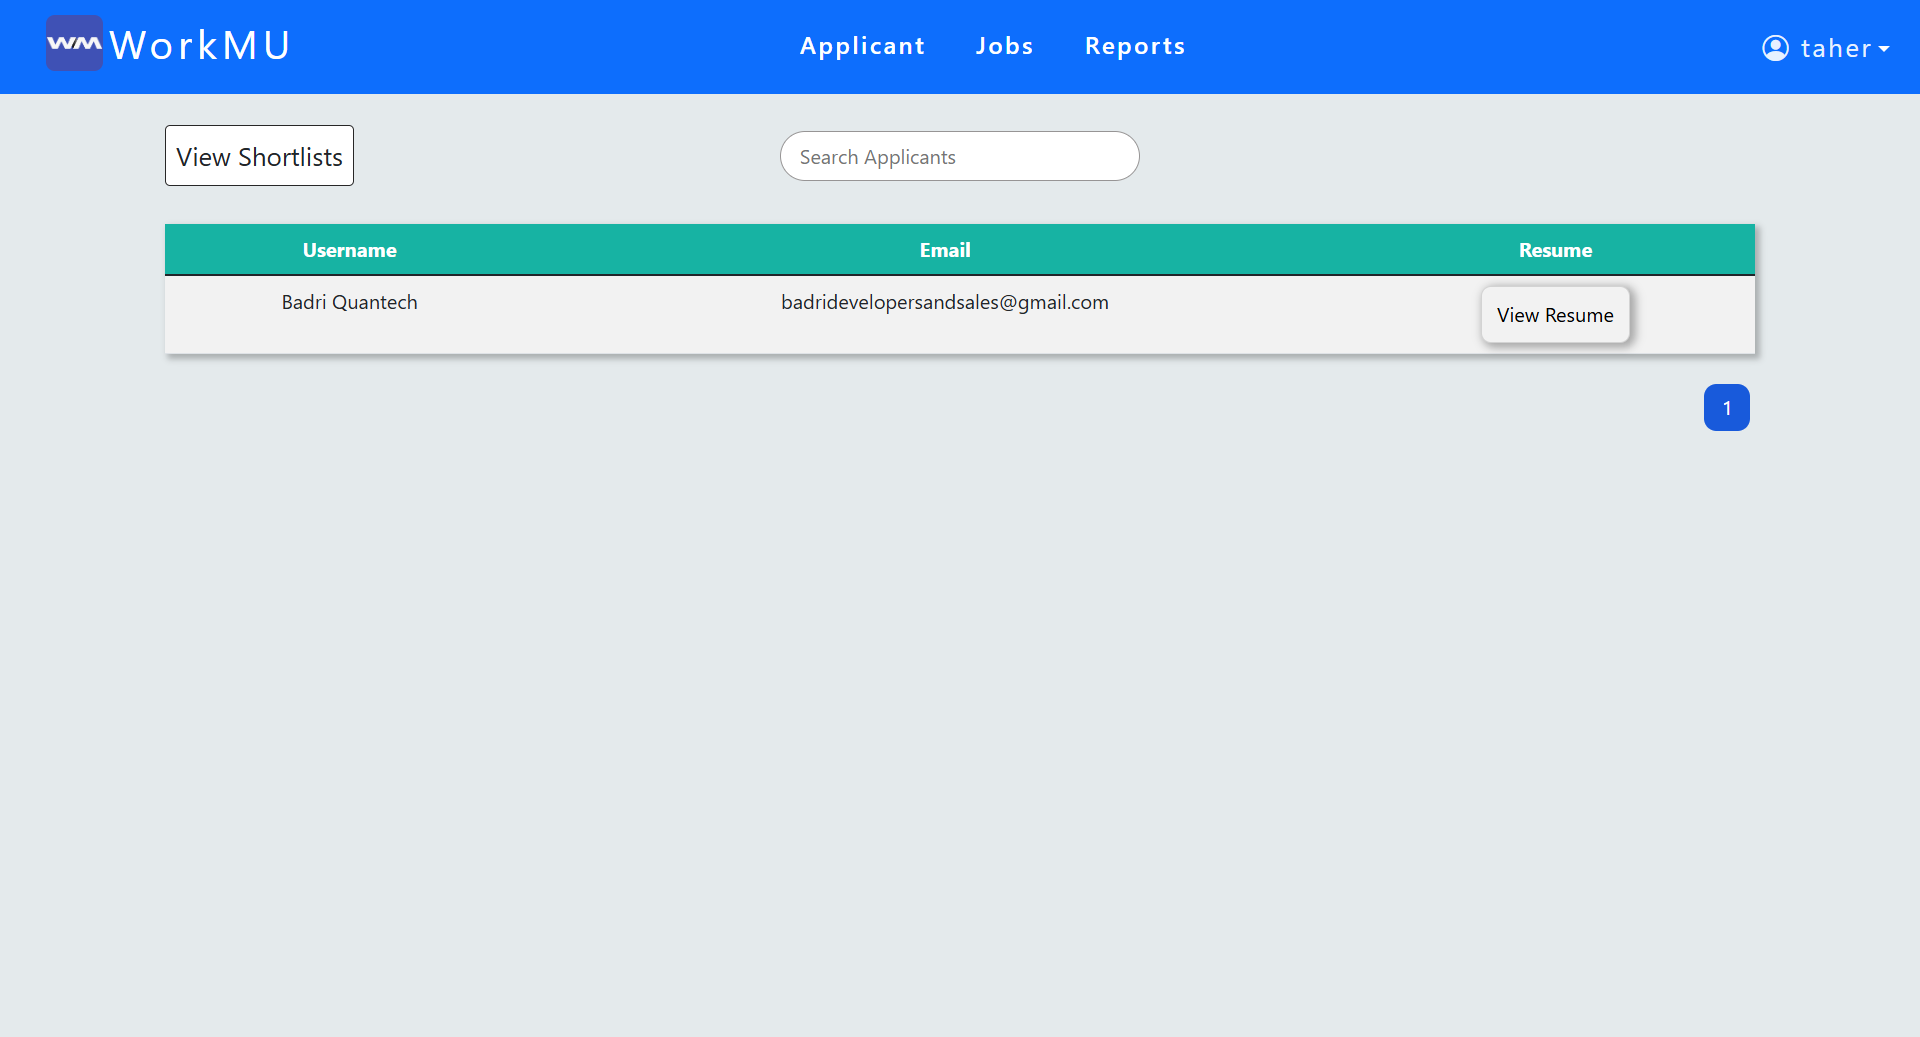 WM WorkMU
Applicant Jobs Reports
taher
View Shortlists
Search Applicants
Username Email Resume
Badri Quantech badridevelopersandsales@gmail.com View Resume
1